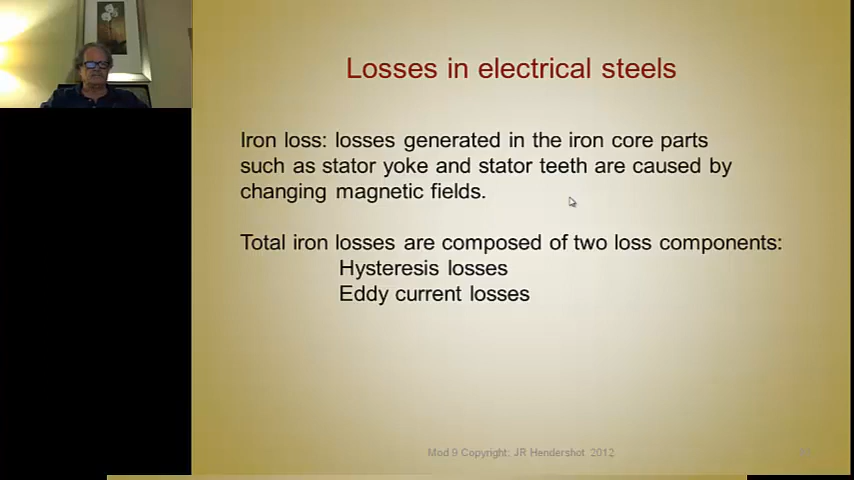 Losses in electrical steels
Iron loss: losses generated in the iron core parts
such as stator yoke and stator teeth are caused by
changing magnetic fields.
Total iron losses are composed of two loss components:
Hysteresis losses
Eddy current losses
Mod 9 Copyright: JR Hendershot 2012